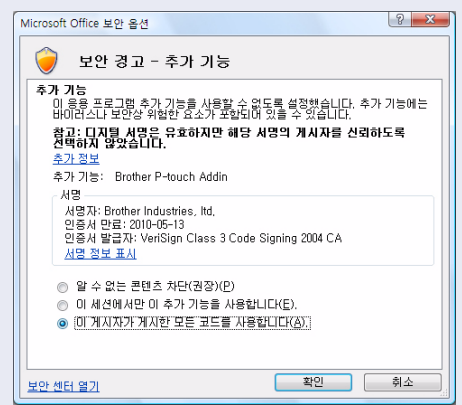 Microsoft Office 보안 옵션
보안 경고 - 추가 기능
추가 기능
이 응용 프로그램 추가 기능을 사용할 수 없도록 설정했습니다. 추가 기능에는
바이러스나 보안상 위험한 요소가 포함되어 있을 수 있습니다.
참고: 디지털 서명은 유효하지만 해당 서명의 게시자를 신뢰하도록
선택하지 않았습니다.
추가 정보
추가 기능: Brother P-touch Addin
서명
서명자: Brother Industries, ltd.
인증서 만료: 2010-05-13
인증서 발급자: VeriSign Class 3 Code Signing 2004 CA
서명 정보 표시
알 수 없는 콘텐츠 차단(권장)(P)
이 세션에서만 이 추가 기능을 사용합니다(E).
이 게시자가 게시한 모든 코드를 사용합니다(A).
보안 센터 열기
확인
취소